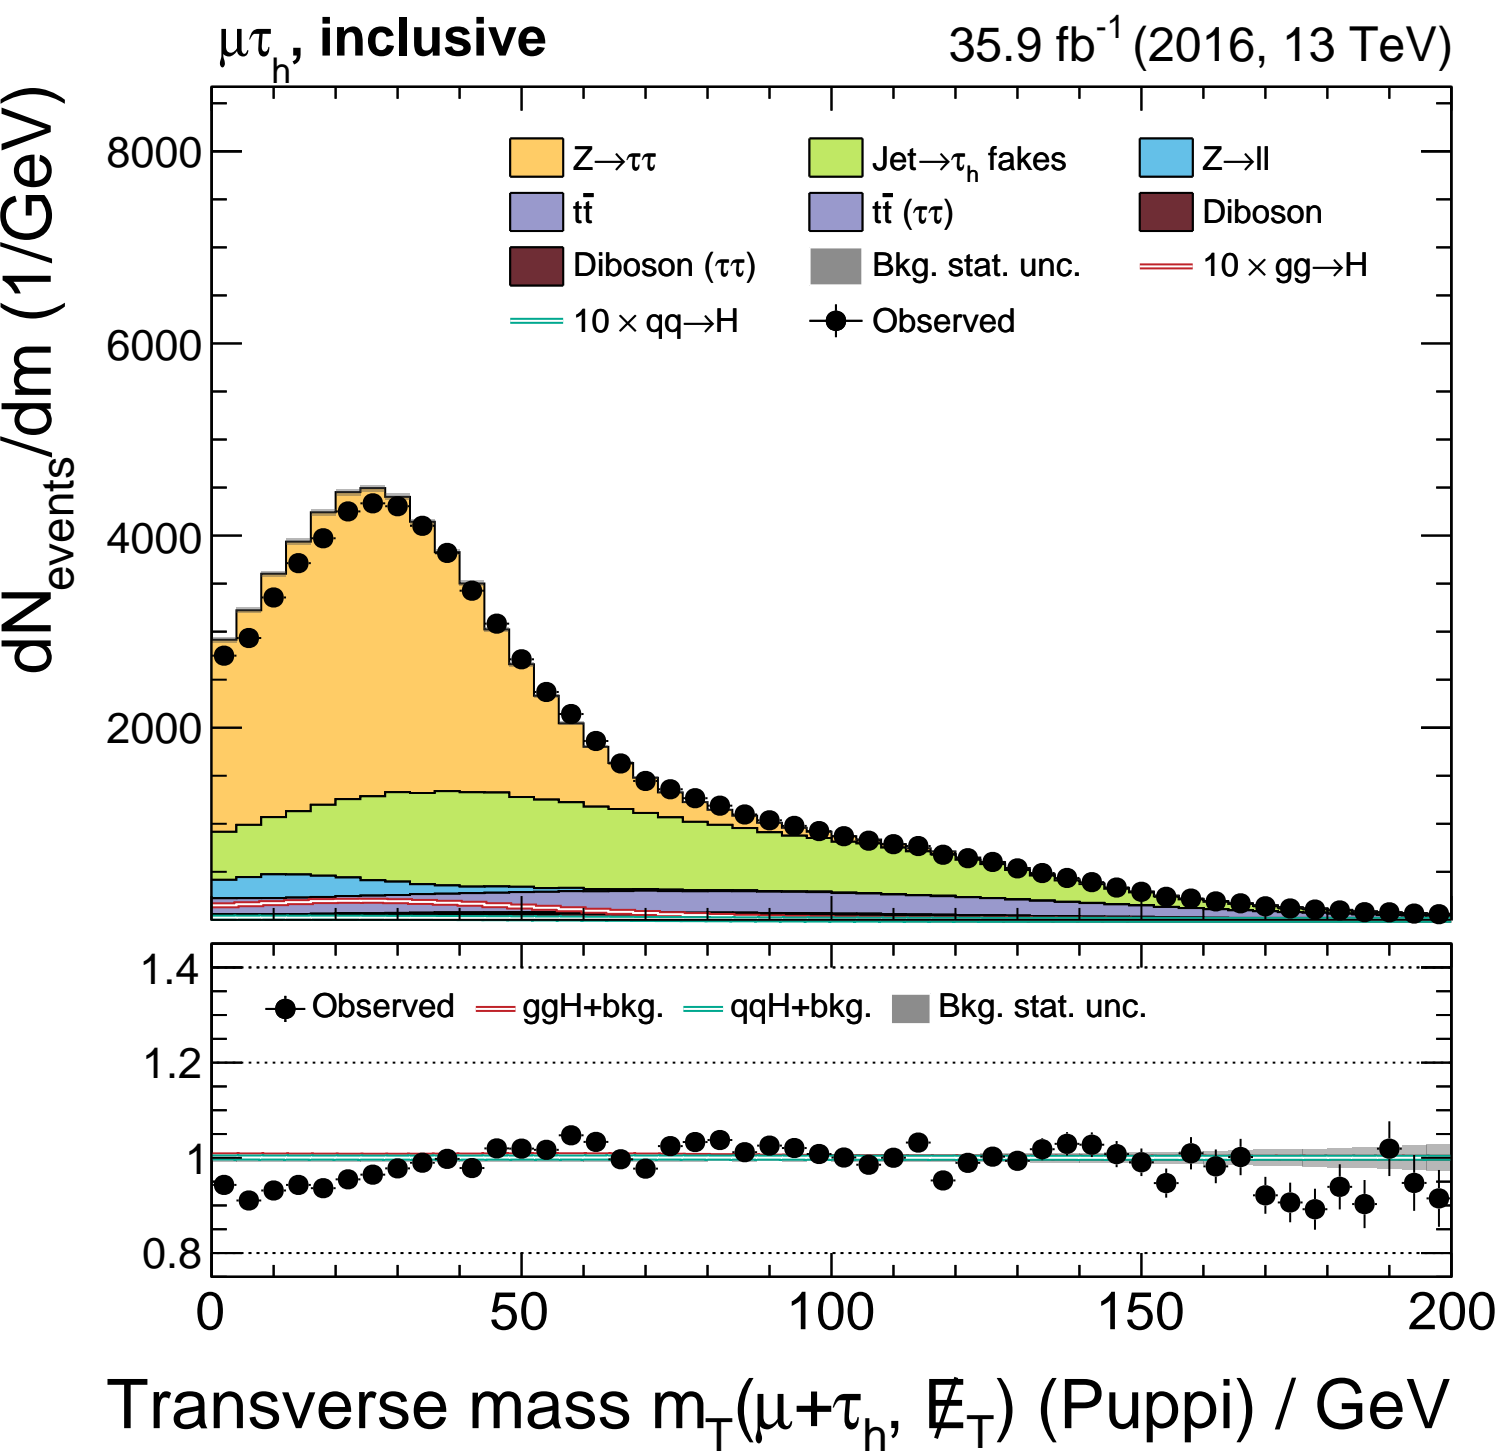 μτh, inclusive
35.9 fb-1 (2016, 13 TeV)
dNevents/dm (1/GeV)
8000
6000
4000
2000
Z→ττ Jet→τh fakes Z→ll
tt̄ tt̄ (ττ) Diboson
Diboson (ττ) Bkg. stat. unc. 10 × gg→H
10 × qq→H Observed
1.4
1.2
1
0.8
Observed ggH+bkg. qqH+bkg. Bkg. stat. unc.
0 50 100 150 200
Transverse mass mT(μ+τh, E̸T) (Puppi) / GeV